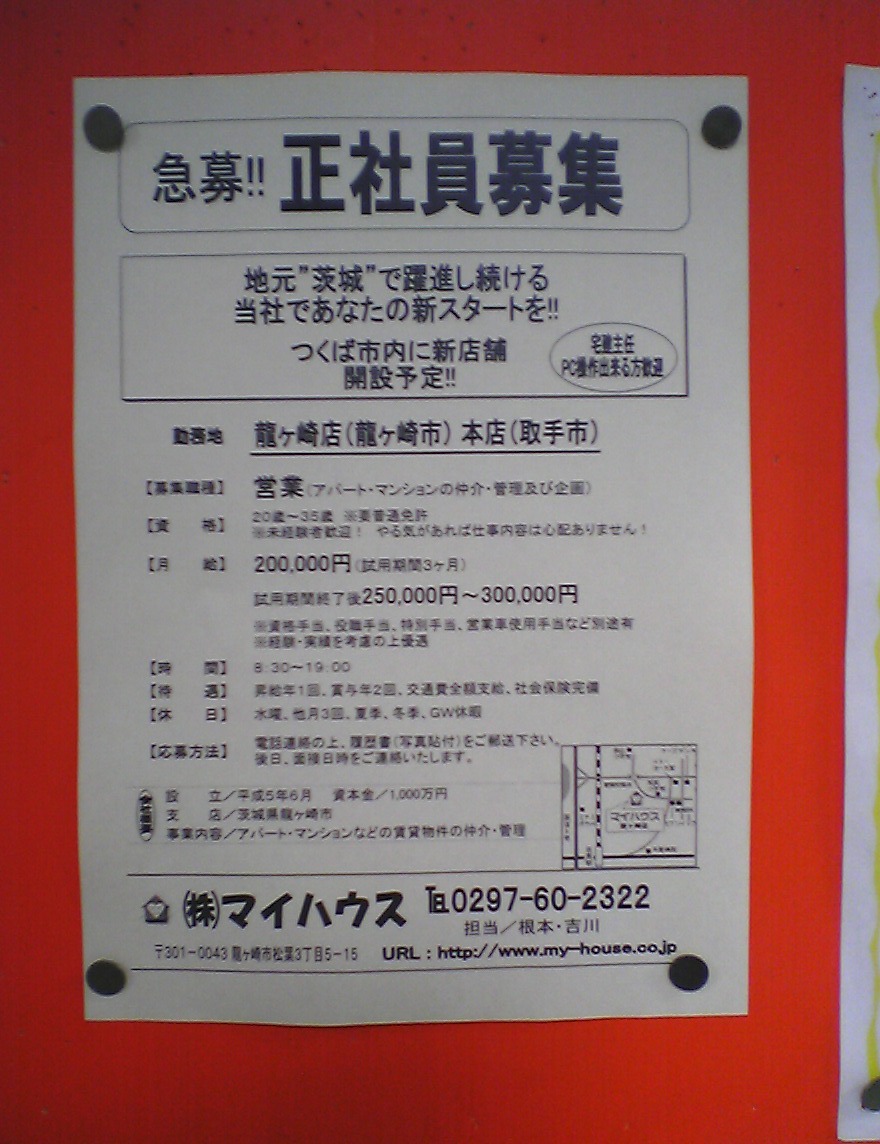 急募!! 正社員募集
地元"茨城"で躍進し続ける
当社であなたの新スタートを!!
つくば市内に新店舗
開設予定!!
宅建主任
PC操作出来る方歓迎
勤務地 龍ヶ崎店(龍ヶ崎市) 本店(取手市)
【募集職種】 営業(アパート・マンションの仲介・管理及び企画)
【資 格】 20歳～35歳 ※要普通免許
※未経験者歓迎！ やる気があれば仕事内容は心配ありません！
【月 給】 200,000円(試用期間3ヶ月)
試用期間終了後250,000円～300,000円
※資格手当、役職手当、特別手当、営業車使用手当など別途有
※経験・実績を考慮の上優遇
【時 間】 8:30～19:00
【待 遇】 昇給年1回、賞与年2回、交通費全額支給、社会保険完備
【休 日】 水曜、他月3回、夏季、冬季、GW休暇
【応募方法】 電話連絡の上、履歴書(写真貼付)をご郵送下さい。
後日、面接日時をご連絡いたします。
会社概要
設 立／平成5年6月 資本金／1,000万円
支 店／茨城県龍ヶ崎市
事業内容／アパート・マンションなどの賃貸物件の仲介・管理
マイハウス
㈱マイハウス ℡0297-60-2322
担当／根本・吉川
〒301-0043 龍ヶ崎市松葉3丁目5-15 URL：http://www.my-house.co.jp